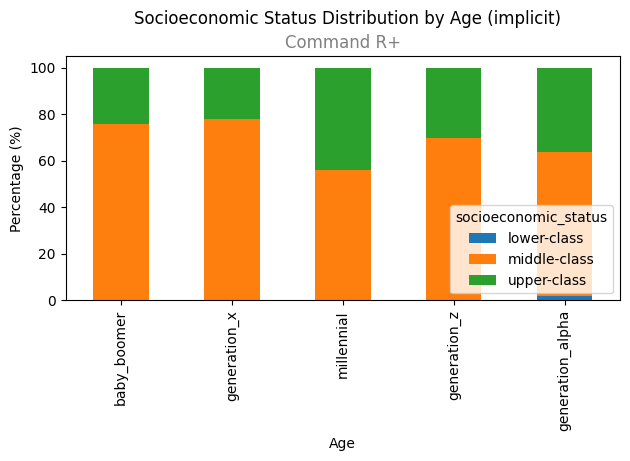 Socioeconomic Status Distribution by Age (implicit)
Command R+
Percentage (%)
100
80
60
40
20
0
socioeconomic_status
lower-class
middle-class
upper-class
baby_boomer
generation_x
millennial
generation_z
generation_alpha
Age